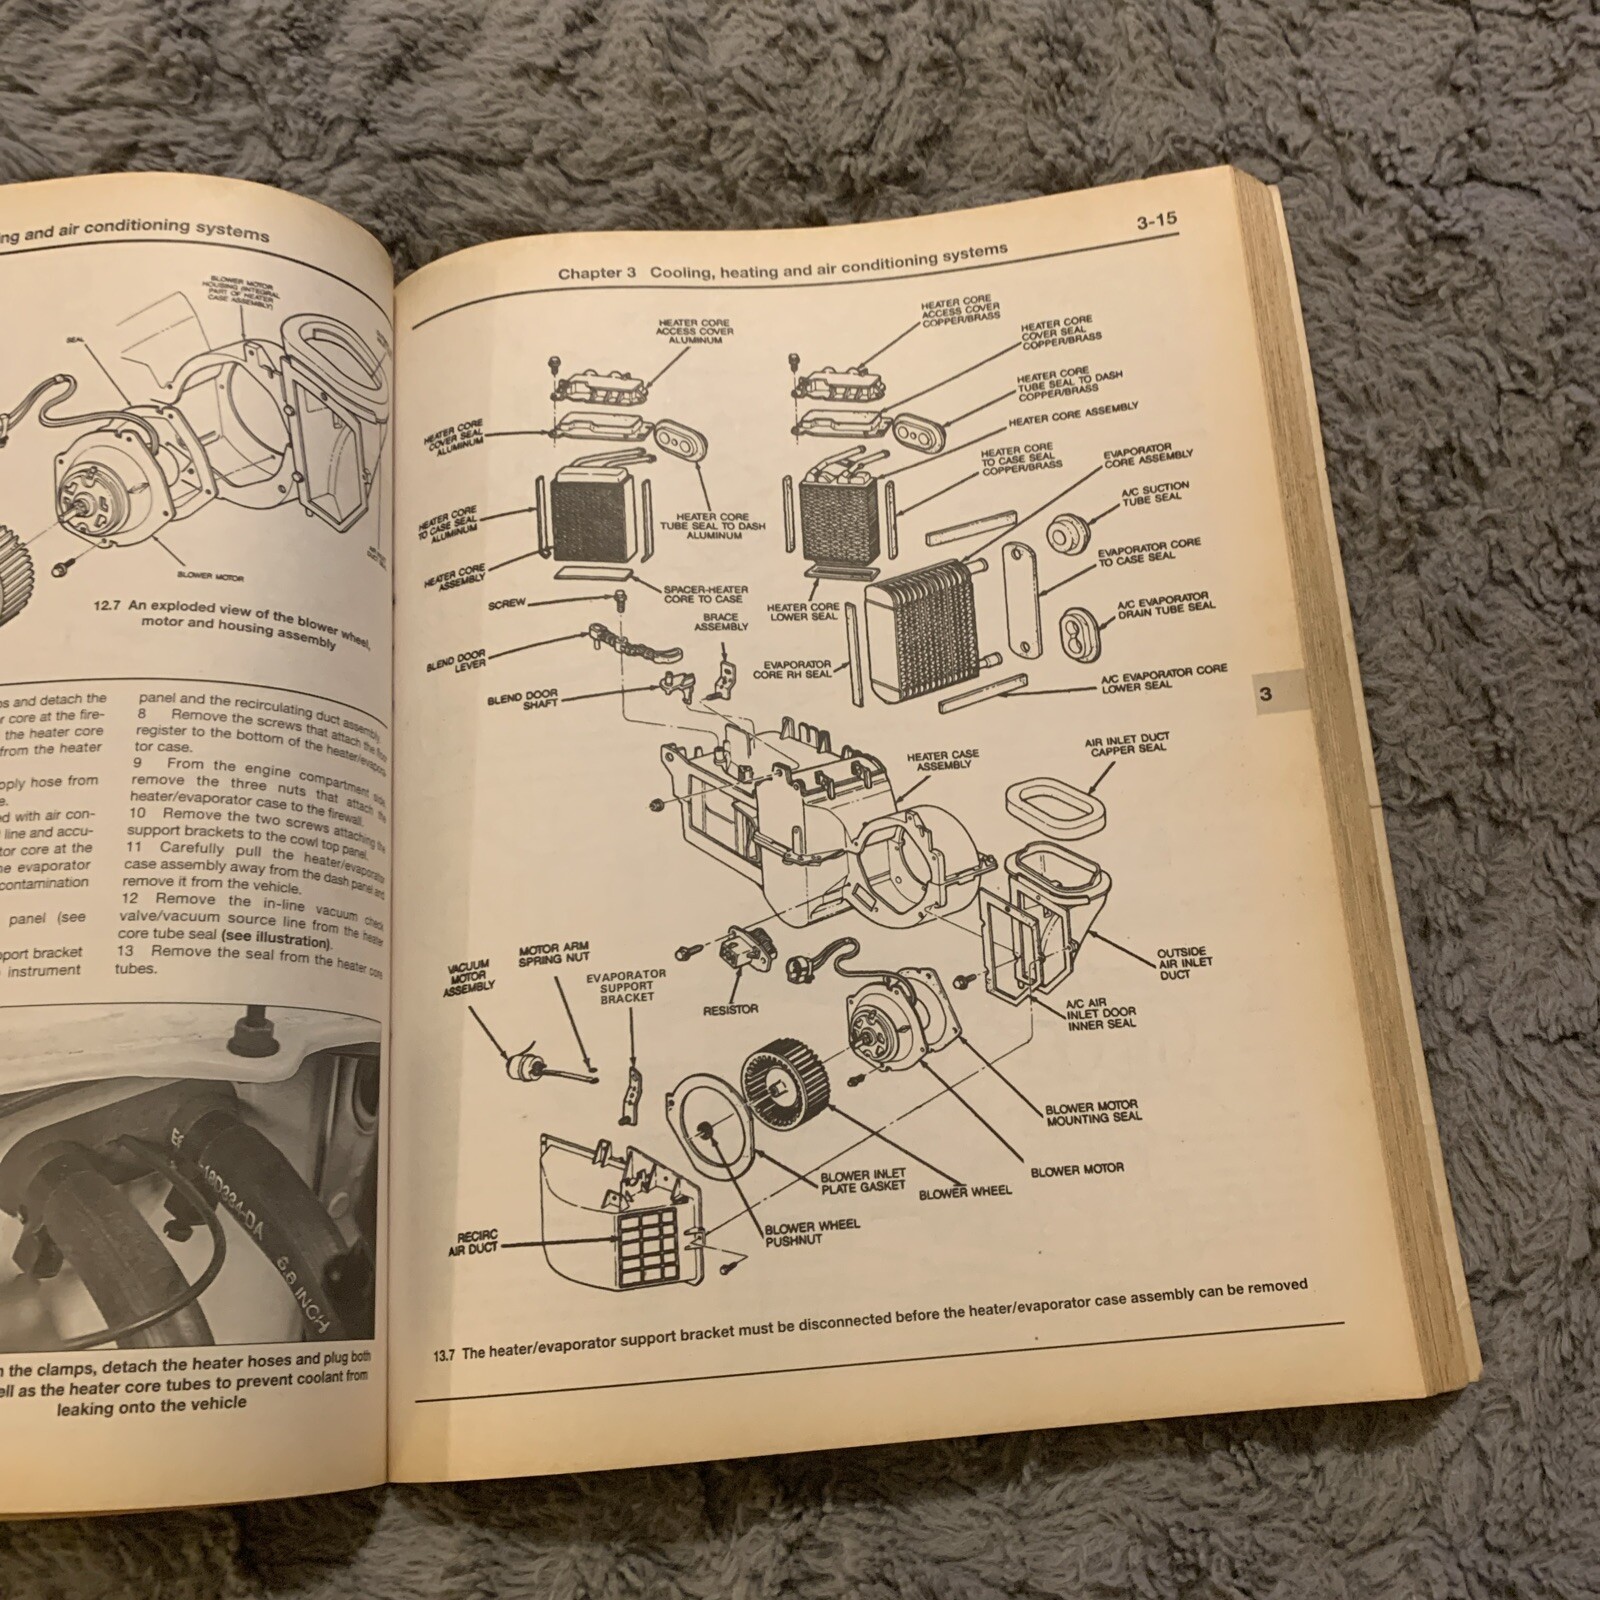 ng and air conditioning systems
BLOWER MOTOR
HOUSING (INTEGRAL
PART OF HEATER
CASE ASSEMBLY)
SEAL
BLOWER MOTOR
12.7 An exploded view of the blower wheel,
motor and housing assembly
s and detach the
r core at the fire-
the heater core
from the heater
pply hose from
e.
d with air con-
line and accu-
tor core at the
e evaporator
contamination
panel (see
pport bracket
instrument
panel and the recirculating duct assembly.
8 Remove the screws that attach the floor
register to the bottom of the heater/evapora-
tor case.
9 From the engine compartment side,
remove the three nuts that attach the
heater/evaporator case to the firewall.
10 Remove the two screws attaching the
support brackets to the cowl top panel.
11 Carefully pull the heater/evaporator
case assembly away from the dash panel and
remove it from the vehicle.
12 Remove the in-line vacuum check
valve/vacuum source line from the heater
core tube seal (see illustration).
13 Remove the seal from the heater core
tubes.
-18D384-DA
6.6 INCH
the clamps, detach the heater hoses and plug both
ell as the heater core tubes to prevent coolant from
leaking onto the vehicle
Chapter 3 Cooling, heating and air conditioning systems
3-15
HEATER CORE
ACCESS COVER
ALUMINUM
HEATER CORE
ACCESS COVER
COPPER/BRASS
HEATER CORE
COVER SEAL
COPPER/BRASS
HEATER CORE
TUBE SEAL TO DASH
COPPER/BRASS
HEATER CORE ASSEMBLY
HEATER CORE
COVER SEAL
ALUMINUM
HEATER CORE
TO CASE SEAL
COPPER/BRASS
EVAPORATOR
CORE ASSEMBLY
A/C SUCTION
TUBE SEAL
HEATER CORE
TO CASE SEAL
ALUMINUM
HEATER CORE
TUBE SEAL TO DASH
ALUMINUM
EVAPORATOR CORE
TO CASE SEAL
HEATER CORE
ASSEMBLY
SPACER-HEATER
CORE TO CASE
HEATER CORE
LOWER SEAL
A/C EVAPORATOR
DRAIN TUBE SEAL
SCREW
BRACE
ASSEMBLY
BLEND DOOR
LEVER
EVAPORATOR
CORE RH SEAL
A/C EVAPORATOR CORE
LOWER SEAL
BLEND DOOR
SHAFT
3
HEATER CASE
ASSEMBLY
AIR INLET DUCT
CAPPER SEAL
VACUUM
MOTOR
ASSEMBLY
MOTOR ARM
SPRING NUT
EVAPORATOR
SUPPORT
BRACKET
RESISTOR
OUTSIDE
AIR INLET
DUCT
A/C AIR
INLET DOOR
INNER SEAL
BLOWER MOTOR
MOUNTING SEAL
BLOWER MOTOR
BLOWER INLET
PLATE GASKET
BLOWER WHEEL
BLOWER WHEEL
PUSHNUT
RECIRC
AIR DUCT
13.7 The heater/evaporator support bracket must be disconnected before the heater/evaporator case assembly can be removed